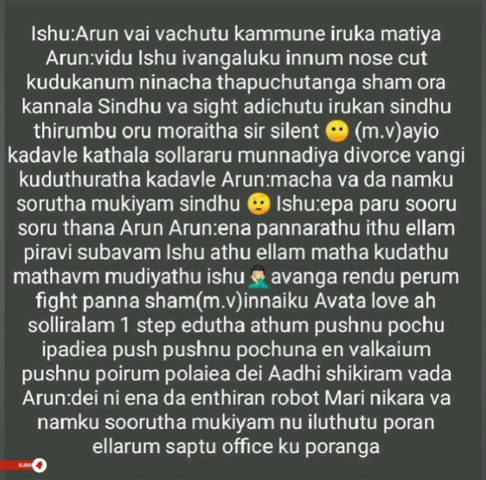 Ishu:Arun vai vachutu kammune iruka matiya
Arun:vidu Ishu ivangaluku innum nose cut
kudukanum ninacha thapuchutanga sham ora
kannala Sindhu va sight adichutu irukan sindhu
thirumbu oru moraitha sir silent 😶 (m.v)ayio
kadavle kathala sollararu munnadiya divorce vangi
kuduthuratha kadavle Arun:macha va da namku
sorutha mukiyam sindhu 🤨 Ishu:epa paru sooru
soru thana Arun Arun:ena pannarathu ithu ellam
piravi subavam Ishu athu ellam matha kudathu
mathavm mudiyathu ishu🤦🏻‍♂️avanga rendu perum
fight panna sham(m.v)innaiku Avata love ah
solliralam 1 step edutha athum pushnu pochu
ipadiea push pushnu pochuna en valkaium
pushnu poirum polaiea dei Aadhi shikiram vada
Arun:dei ni ena da enthiran robot Mari nikara va
namku soorutha mukiyam nu iluthutu poran
ellarum saptu office ku poranga
SUBS